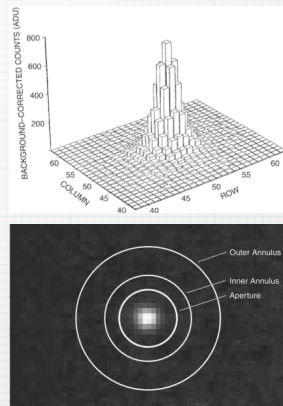 BACKGROUND–CORRECTED COUNTS (ADU)
800
600
400
200
60
55
50
45
40
COLUMN
40
45
50
55
60
ROW
Outer Annulus
Inner Annulus
Aperture